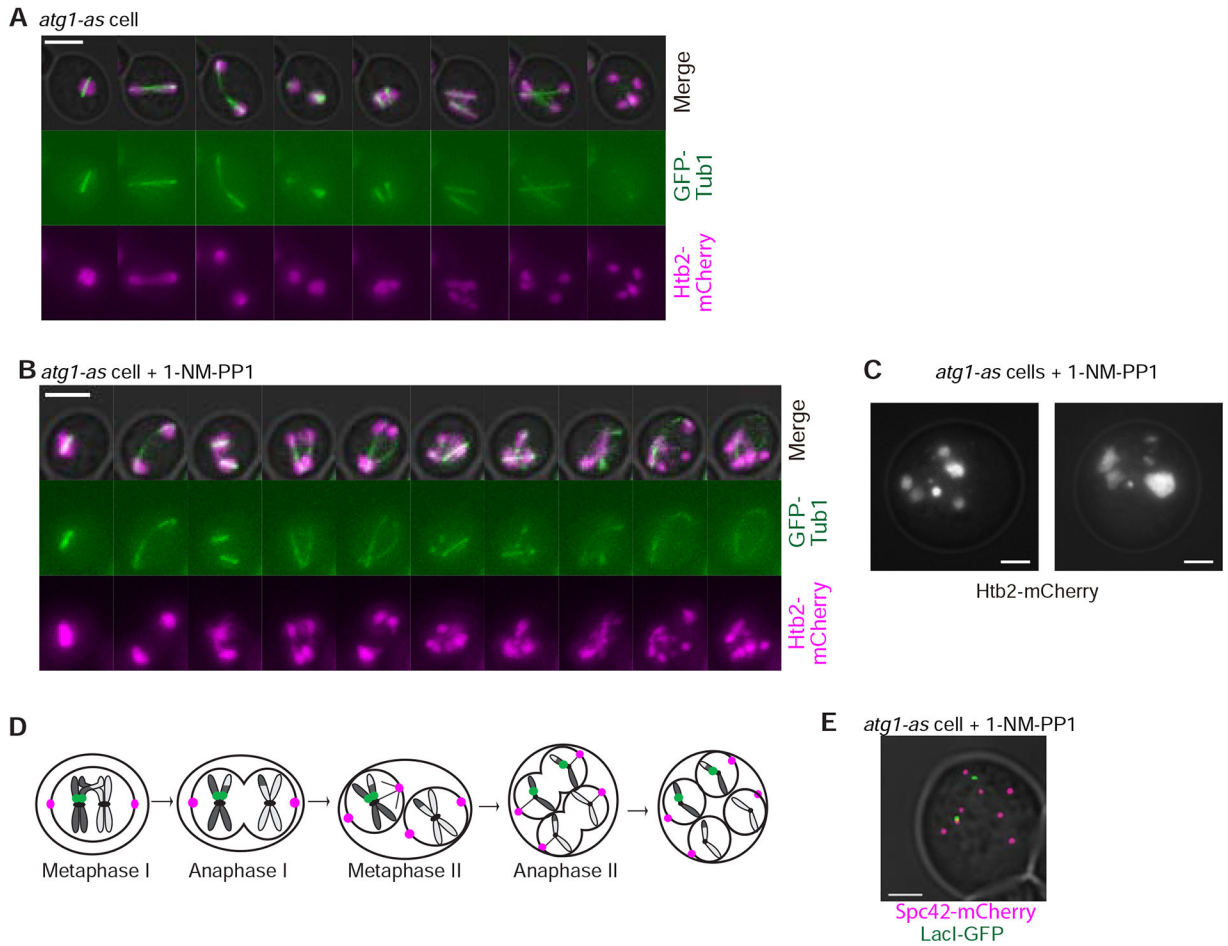 A atg1-as cell
Merge
GFP-
Tub1
Htb2-
mCherry
B atg1-as cell + 1-NM-PP1
Merge
GFP-
Tub1
Htb2-
mCherry
C atg1-as cells + 1-NM-PP1
Htb2-mCherry
D
Metaphase I
Anaphase I
Metaphase II
Anaphase II
E atg1-as cell + 1-NM-PP1
Spc42-mCherry
LacI-GFP